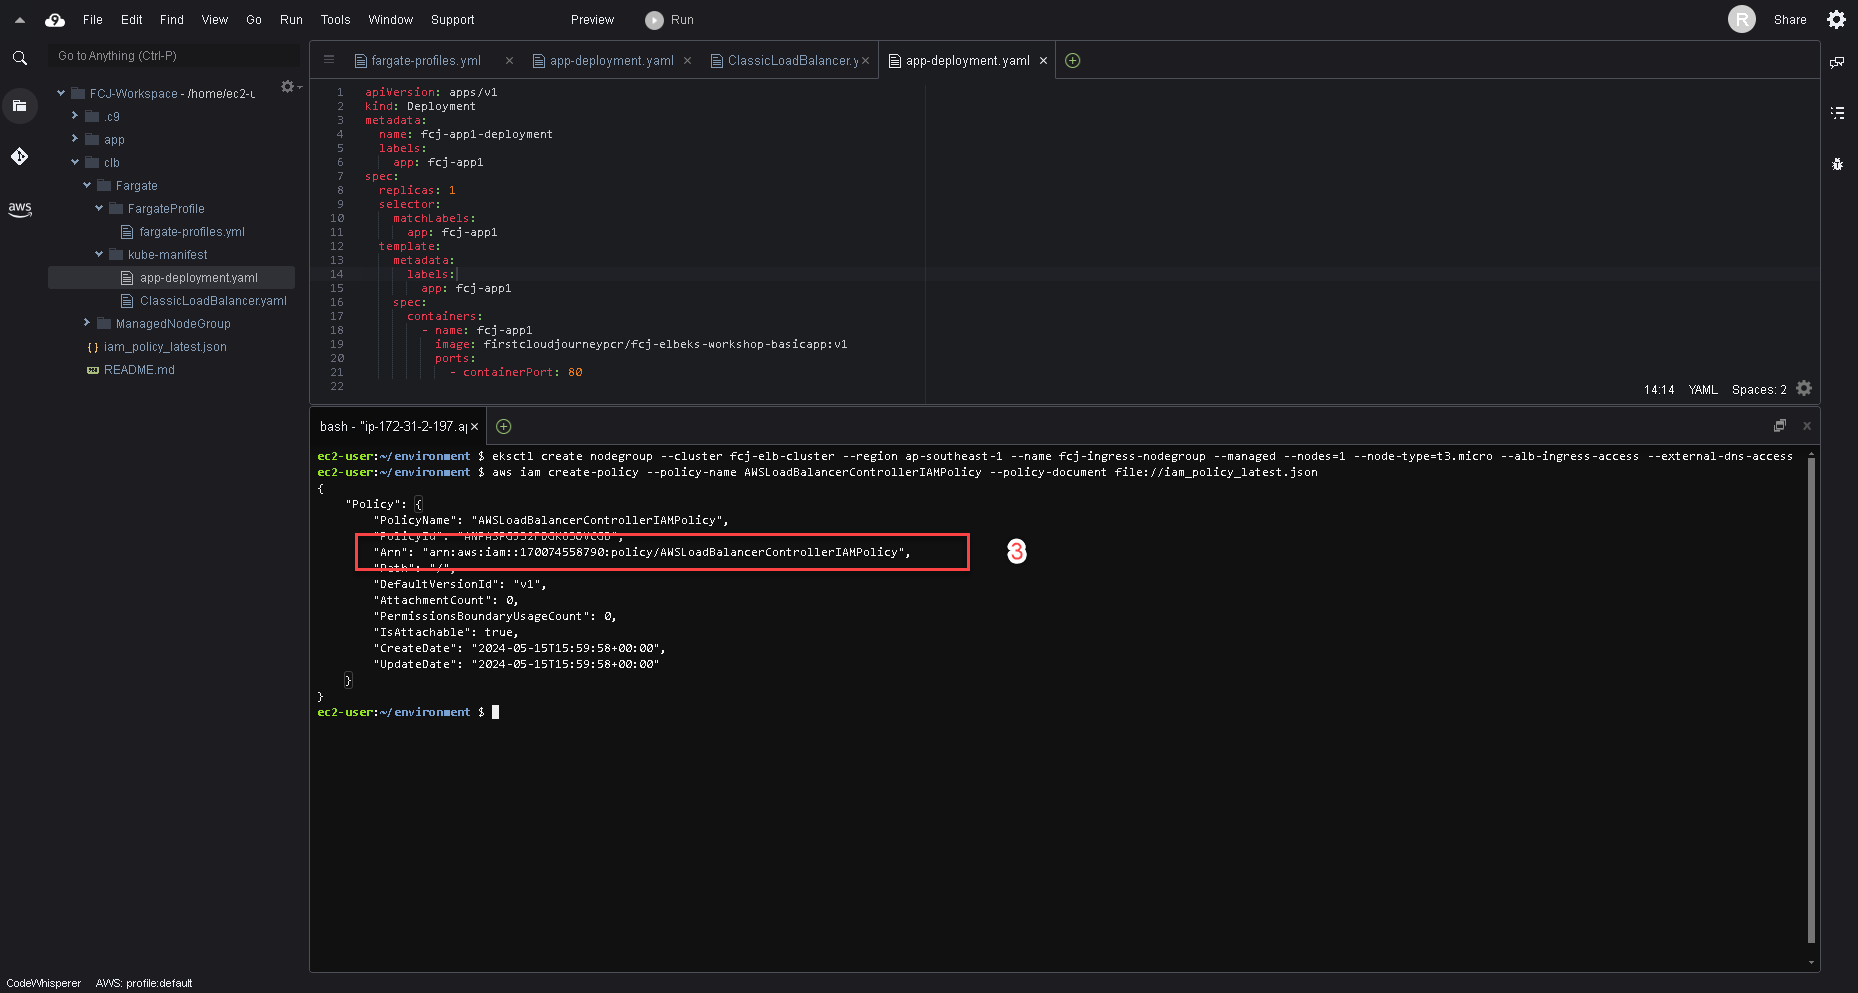 File Edit Find View Go Run Tools Window Support Preview Run R Share
Go to Anything (Ctrl-P)
FCJ-Workspace - /home/ec2-u
.c9
app
clb
Fargate
FargateProfile
fargate-profiles.yml
kube-manifest
app-deployment.yaml
ClassicLoadBalancer.yaml
ManagedNodeGroup
iam_policy_latest.json
README.md
aws
fargate-profiles.yml
app-deployment.yaml
ClassicLoadBalancer.y
app-deployment.yaml
1 apiVersion: apps/v1
2 kind: Deployment
3 metadata:
4 name: fcj-app1-deployment
5 labels:
6 app: fcj-app1
7 spec:
8 replicas: 1
9 selector:
10 matchLabels:
11 app: fcj-app1
12 template:
13 metadata:
14 labels:
15 app: fcj-app1
16 spec:
17 containers:
18 - name: fcj-app1
19 image: firstcloudjourneypcr/fcj-elbeks-workshop-basicapp:v1
20 ports:
21 - containerPort: 80
22
14:14 YAML Spaces: 2
bash - "ip-172-31-2-197.a
ec2-user:~/environment $ eksctl create nodegroup --cluster fcj-elb-cluster --region ap-southeast-1 --name fcj-ingress-nodegroup --managed --nodes=1 --node-type=t3.micro --alb-ingress-access --external-dns-access
ec2-user:~/environment $ aws iam create-policy --policy-name AWSLoadBalancerControllerIAMPolicy --policy-document file://iam_policy_latest.json
{
"Policy": {
"PolicyName": "AWSLoadBalancerControllerIAMPolicy",
"PolicyId":
"Arn": "arn:aws:iam::170074558790:policy/AWSLoadBalancerControllerIAMPolicy",
"Path": "/",
"DefaultVersionId": "v1",
"AttachmentCount": 0,
"PermissionsBoundaryUsageCount": 0,
"IsAttachable": true,
"CreateDate": "2024-05-15T15:59:58+00:00",
"UpdateDate": "2024-05-15T15:59:58+00:00"
}
}
ec2-user:~/environment $
3
CodeWhisperer AWS: profile:default